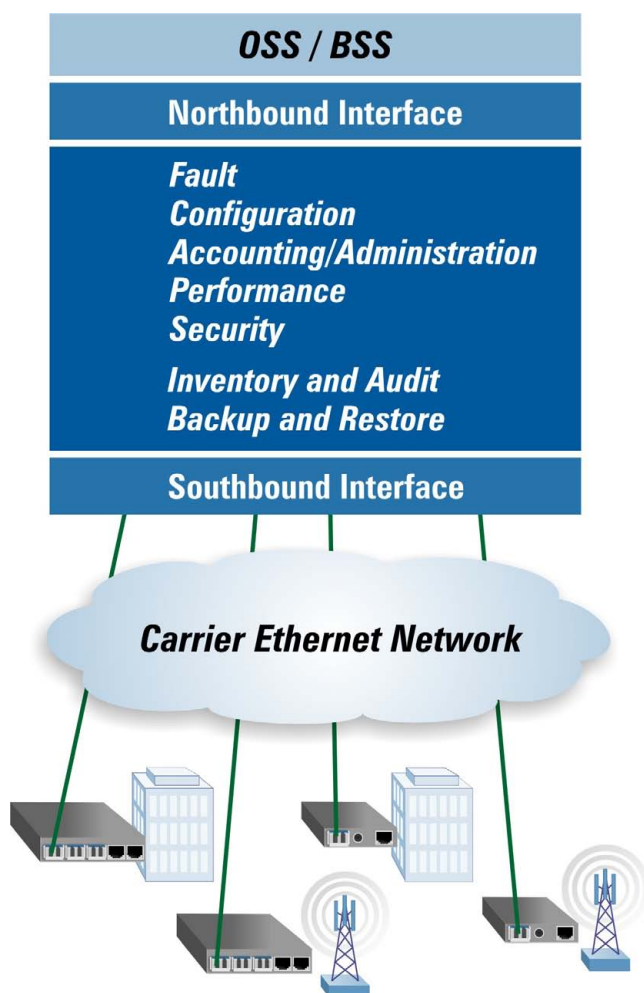 OSS / BSS
Northbound Interface
Fault
Configuration
Accounting/Administration
Performance
Security
Inventory and Audit
Backup and Restore
Southbound Interface
Carrier Ethernet Network